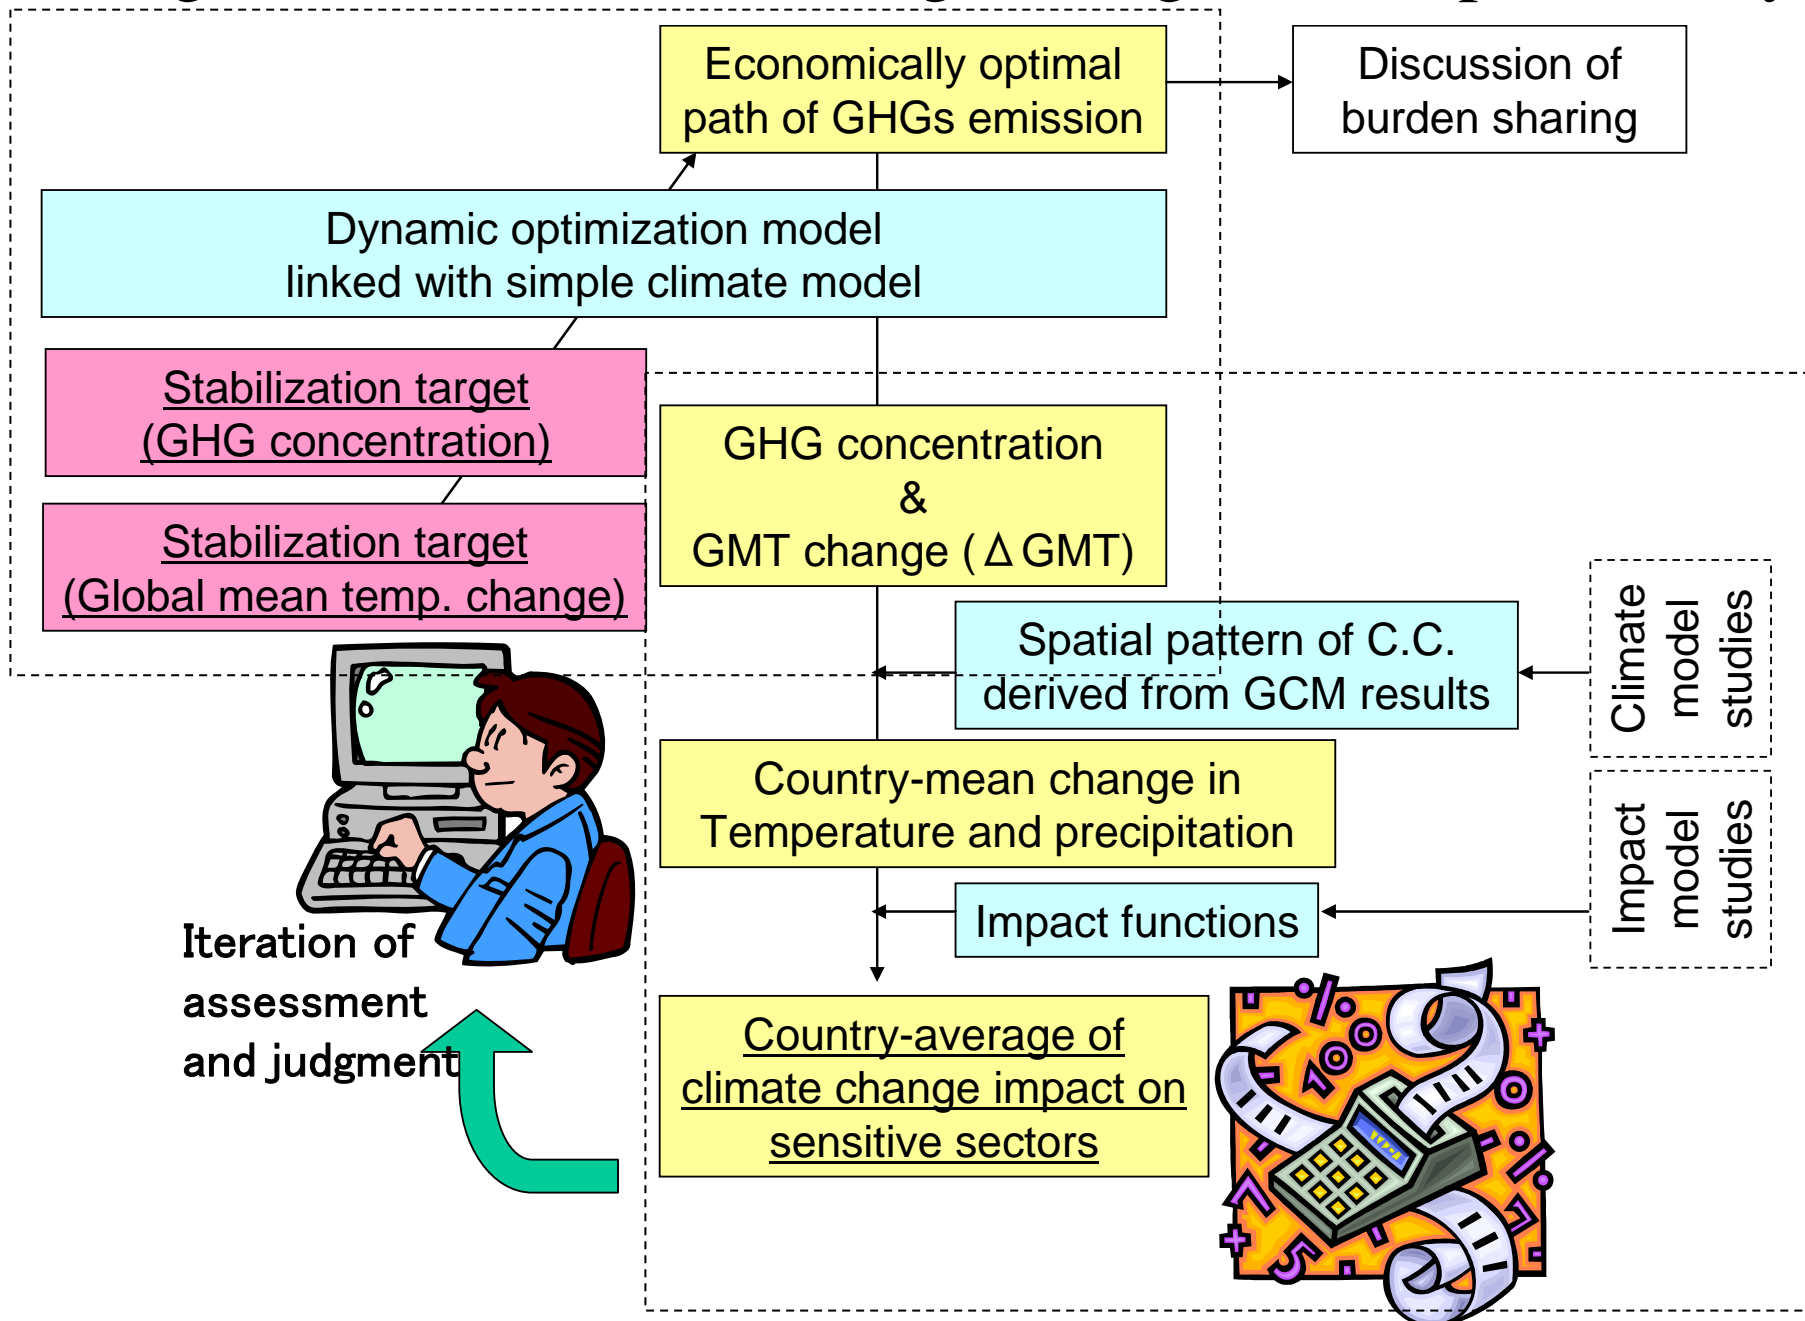 Economically optimal
path of GHGs emission
Discussion of
burden sharing
Dynamic optimization model
linked with simple climate model
Stabilization target
(GHG concentration)
Stabilization target
(Global mean temp. change)
GHG concentration
&
GMT change (Δ GMT)
Spatial pattern of C.C.
derived from GCM results
Climate
model
studies
Country-mean change in
Temperature and precipitation
Impact
model
studies
Impact functions
Iteration of
assessment
and judgment
Country-average of
climate change impact on
sensitive sectors